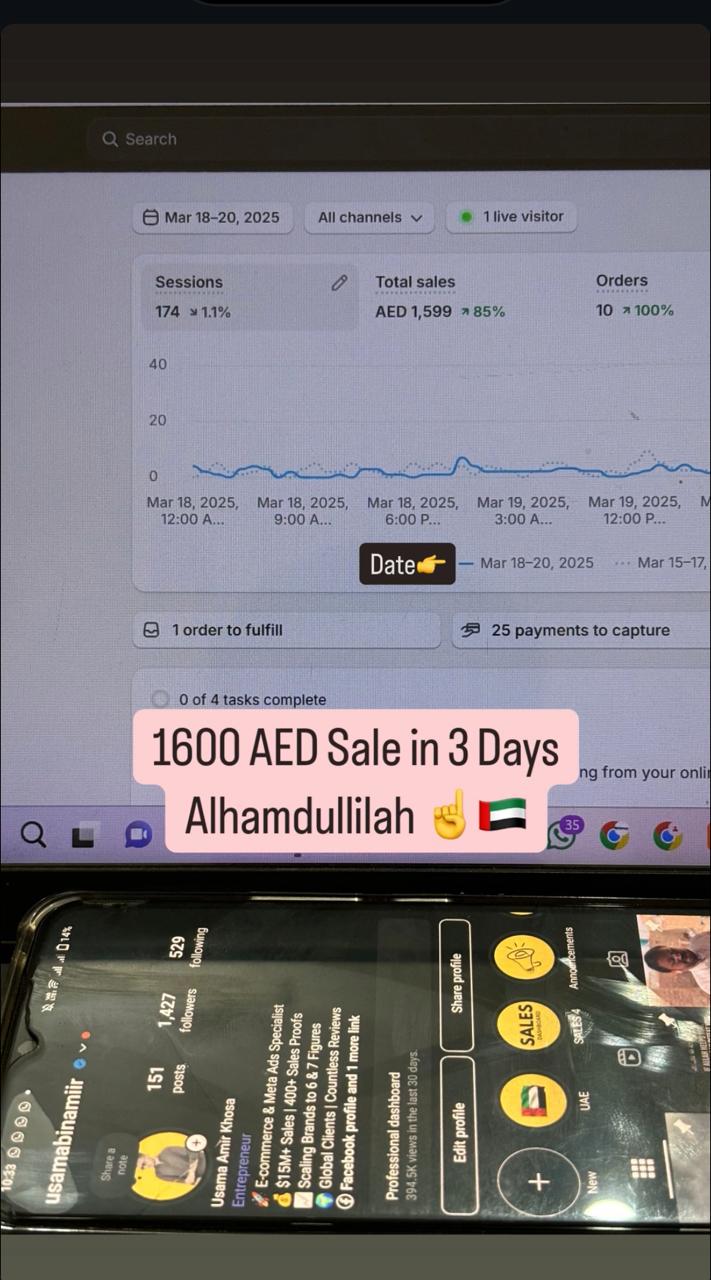 Search
Mar 18–20, 2025
All channels
1 live visitor
Sessions
174 ↘ 1.1%
Total sales
AED 1,599 ↗ 85%
Orders
10 ↗ 100%
40
20
0
Mar 18, 2025,
12:00 A...
Mar 18, 2025,
9:00 A...
Mar 18, 2025,
6:00 P...
Mar 19, 2025,
3:00 A...
Mar 19, 2025,
12:00 P...
M
Date👉
Mar 18–20, 2025
Mar 15–17,
1 order to fulfill
25 payments to capture
0 of 4 tasks complete
1600 AED Sale in 3 Days
Alhamdullilah ☝️🇦🇪
ng from your onli
35
10:33
14%
usamabinamiir
Share a
note
151
posts
1,427
followers
529
following
Usama Amir Khosa
Entrepreneur
🚀 E-commerce & Meta Ads Specialist
💰 $15M+ Sales | 400+ Sales Proofs
📈 Scaling Brands to 6 & 7 Figures
🌍 Global Clients | Countless Reviews
Facebook profile and 1 more link
Professional dashboard
394.5K views in the last 30 days.
Edit profile
Share profile
SALES
DASHBOARD
New
UAE
SALES 4
Announcements